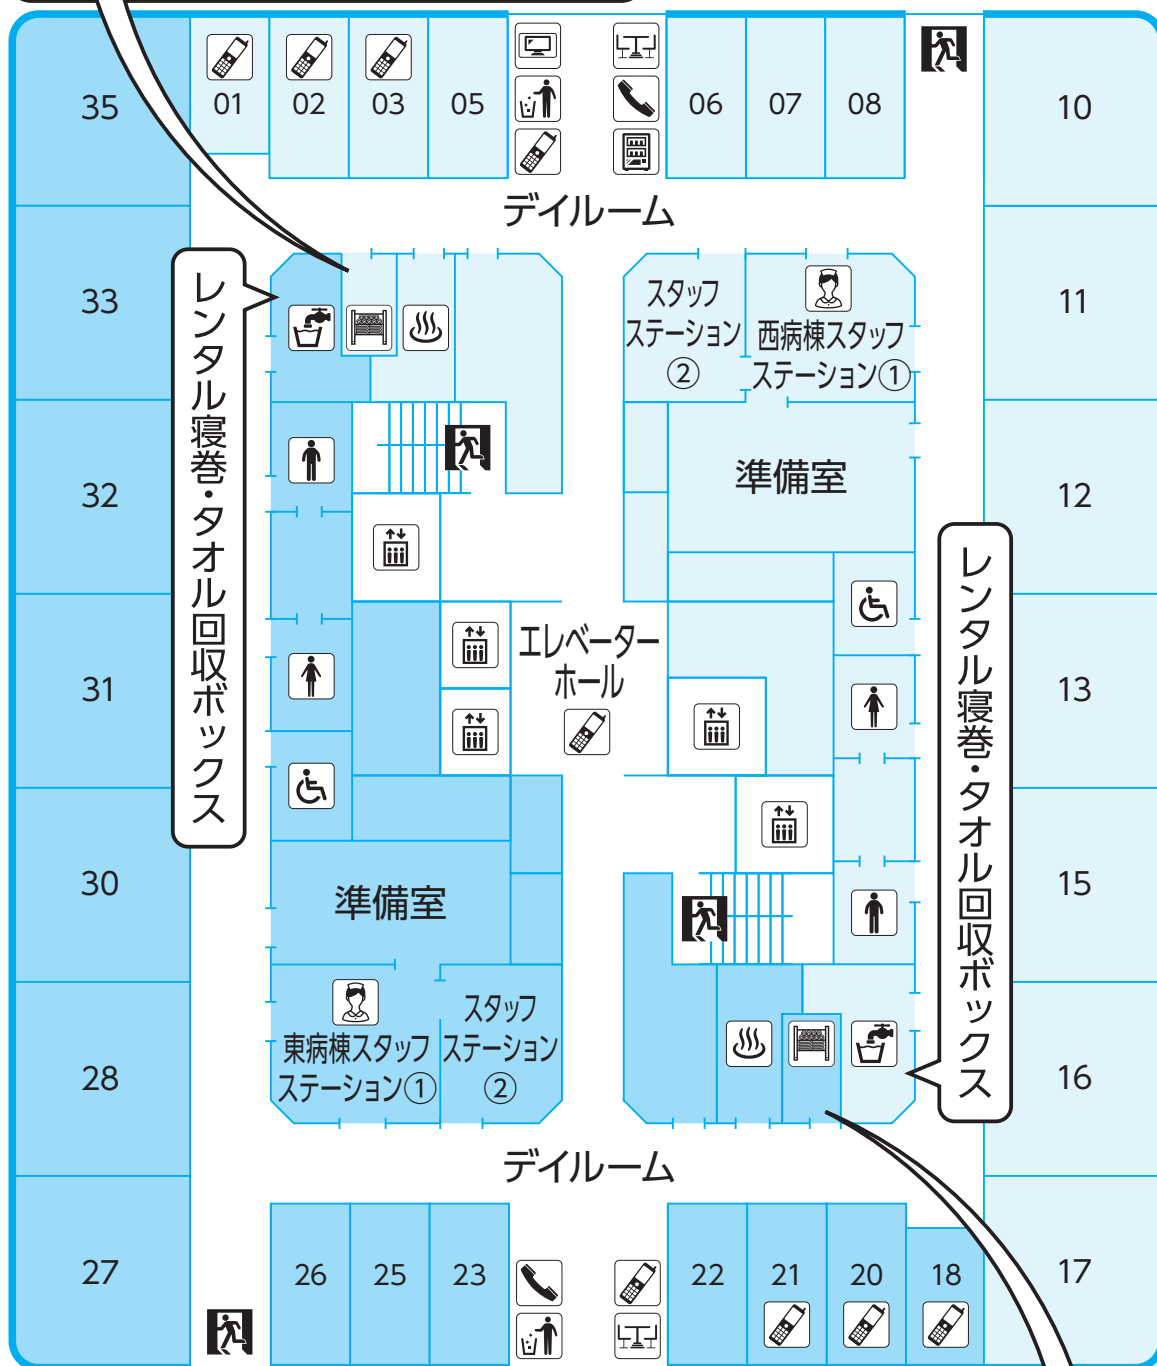 35
01
02
03
05
06
07
08
10
デイルーム
33
レンタル寝巻・タオル回収ボックス
スタッフ
ステーション
②
西病棟スタッフ
ステーション①
11
32
準備室
12
31
エレベーター
ホール
レンタル寝巻・タオル回収ボックス
13
30
準備室
15
28
東病棟スタッフ
ステーション①
スタッフ
ステーション
②
16
デイルーム
27
26
25
23
22
21
20
18
17